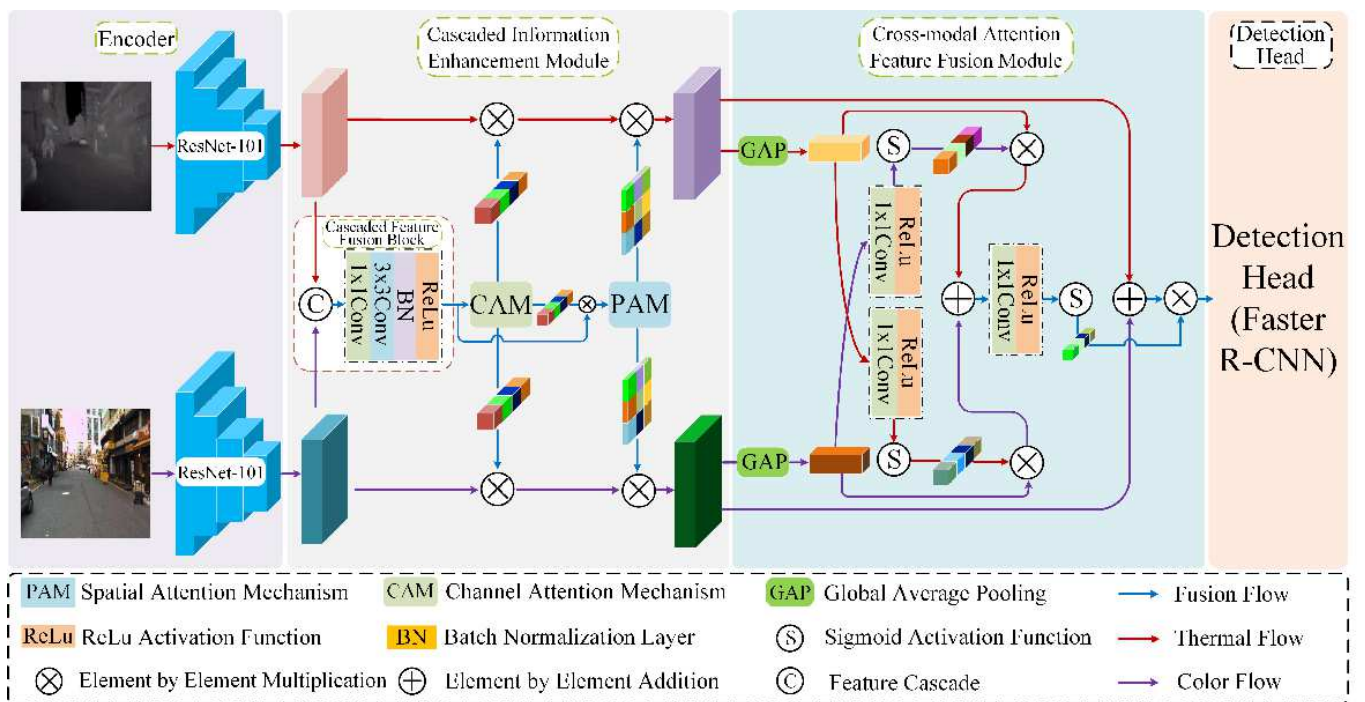 Encoder
Cascaded Information
Enhancement Module
Cross-modal Attention
Feature Fusion Module
Detection
Head
ResNet-101
GAP
S
ReLu
1x1Conv
Cascaded Feature
Fusion Block
1x1Conv
3x3Conv
BN
ReLu
C
CAM
PAM
ReLu
1x1Conv
S
ReLu
1x1Conv
Detection
Head
(Faster
R-CNN)
ResNet-101
GAP
S
PAM Spatial Attention Mechanism
CAM Channel Attention Mechanism
GAP Global Average Pooling
Fusion Flow
ReLu ReLu Activation Function
BN Batch Normalization Layer
S Sigmoid Activation Function
Thermal Flow
Element by Element Multiplication
Element by Element Addition
C Feature Cascade
Color Flow